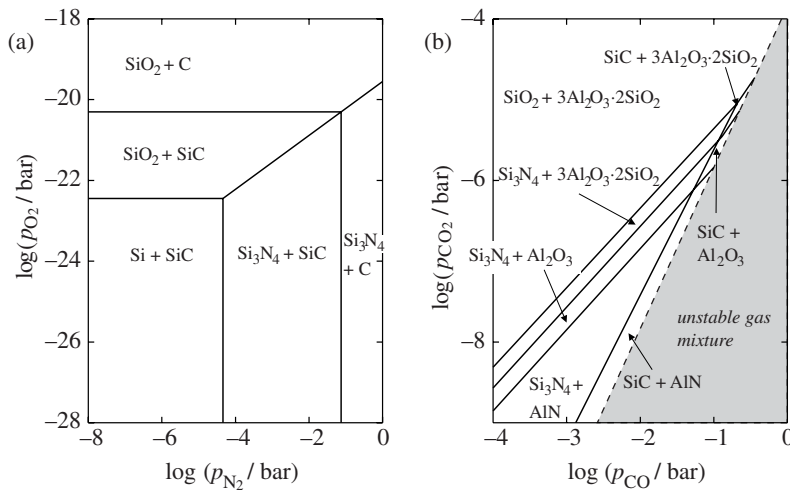 (a)
−18
−20
−22
−24
−26
−28
log(pO₂ / bar)
SiO₂ + C
SiO₂ + SiC
Si + SiC
Si₃N₄ + SiC
Si₃N₄
+ C
−8
−6
−4
−2
0
log (pN₂ / bar)
(b)
−4
−6
−8
log(pCO₂ / bar)
SiC + 3Al₂O₃·2SiO₂
SiO₂ + 3Al₂O₃·2SiO₂
Si₃N₄ + 3Al₂O₃·2SiO₂
SiC +
Al₂O₃
Si₃N₄ + Al₂O₃
unstable gas
mixture
SiC + AlN
Si₃N₄ +
AlN
−4
−3
−2
−1
0
log (pCO / bar)